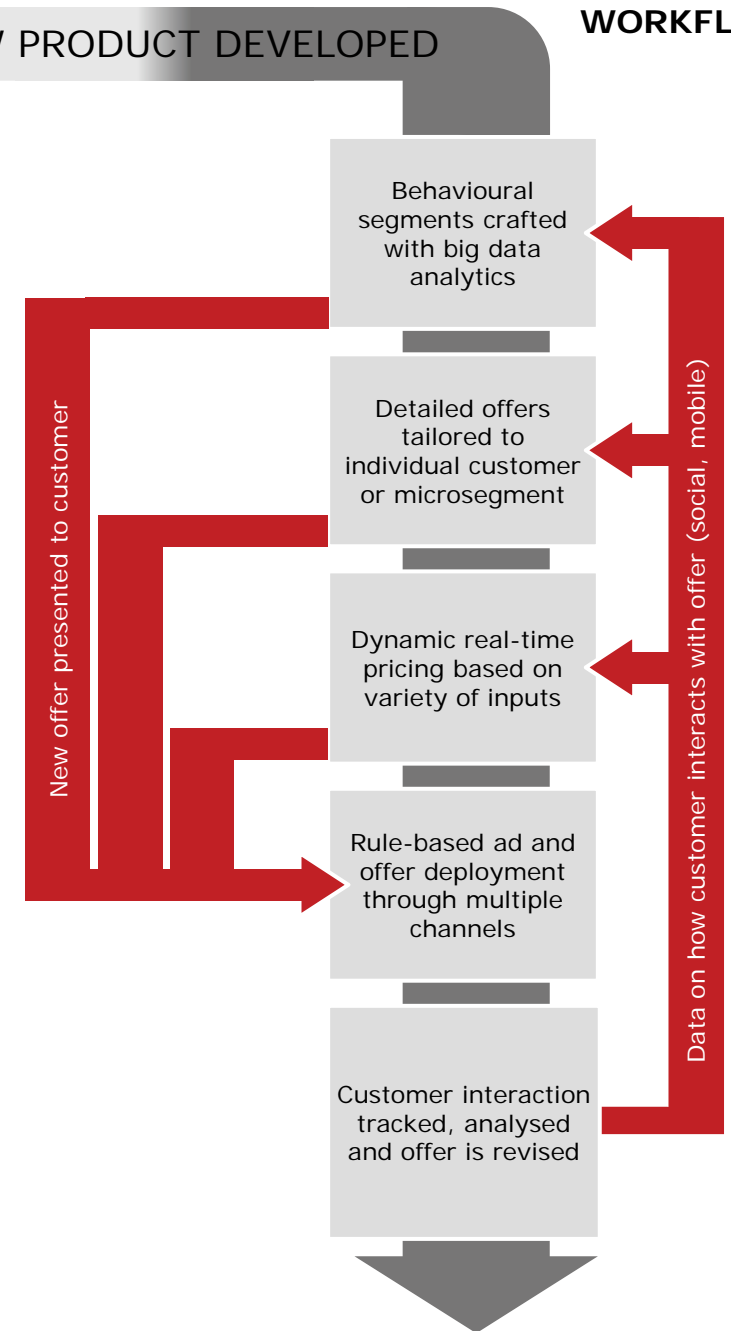 PRODUCT DEVELOPED
Behavioural
segments crafted
with big data
analytics
Detailed offers
tailored to
individual customer
or microsegment
Dynamic real-time
pricing based on
variety of inputs
Rule-based ad and
offer deployment
through multiple
channels
Customer interaction
tracked, analysed
and offer is revised
New offer presented to customer
Data on how customer interacts with offer (social, mobile)